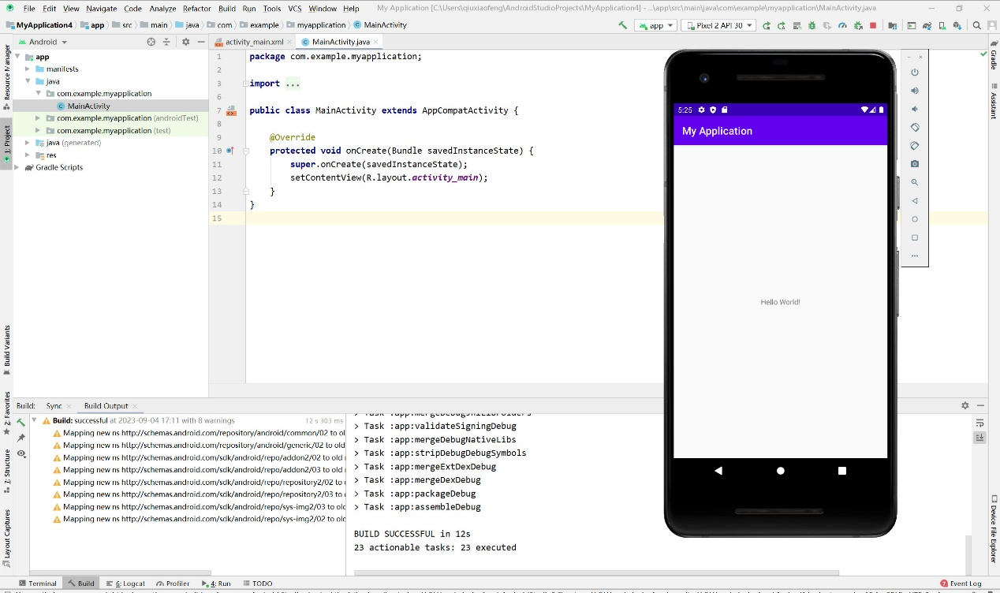 File Edit View Navigate Code Analyze Refactor Build Run Tools VCS Window Help My Application [C:\Users\qiuxiaofeng\AndroidStudioProjects\MyApplication4] - ...\app\src\main\java\com\example\myapplication\MainActivity.java
MyApplication4 app src main java com example myapplication MainActivity app Pixel 2 API 30
Android activity_main.xml MainActivity.java
Resource Manager
1: Project
Build Variants
2: Favorites
7: Structure
Layout Captures
app
manifests
java
com.example.myapplication
MainActivity
com.example.myapplication (androidTest)
com.example.myapplication (test)
java (generated)
res
Gradle Scripts
1 package com.example.myapplication;
2
3 import ...
6
7 public class MainActivity extends AppCompatActivity {
8
9 @Override
10 protected void onCreate(Bundle savedInstanceState) {
11 super.onCreate(savedInstanceState);
12 setContentView(R.layout.activity_main);
13 }
14 }
15
5:25
My Application
Hello World!
Gradle
Assistant
Device File Explorer
Build: Sync Build Output
Build: successful at 2023-09-04 17:11 with 8 warnings 12 s 303 ms
Mapping new ns http://schemas.android.com/repository/android/common/02 to ol
Mapping new ns http://schemas.android.com/repository/android/generic/02 to ol
Mapping new ns http://schemas.android.com/sdk/android/repo/addon2/02 to old
Mapping new ns http://schemas.android.com/sdk/android/repo/addon2/03 to old
Mapping new ns http://schemas.android.com/sdk/android/repo/repository2/02 to
Mapping new ns http://schemas.android.com/sdk/android/repo/repository2/03 to
Mapping new ns http://schemas.android.com/sdk/android/repo/sys-img2/03 to old
Mapping new ns http://schemas.android.com/sdk/android/repo/sys-img2/02 to old
> Task :app:mergeDebugJniLibFolders
> Task :app:validateSigningDebug
> Task :app:mergeDebugNativeLibs
> Task :app:stripDebugDebugSymbols
> Task :app:mergeExtDexDebug
> Task :app:mergeDexDebug
> Task :app:packageDebug
> Task :app:assembleDebug
BUILD SUCCESSFUL in 12s
23 actionable tasks: 23 executed
Terminal Build 6: Logcat Profiler 4: Run TODO 7 Event Log